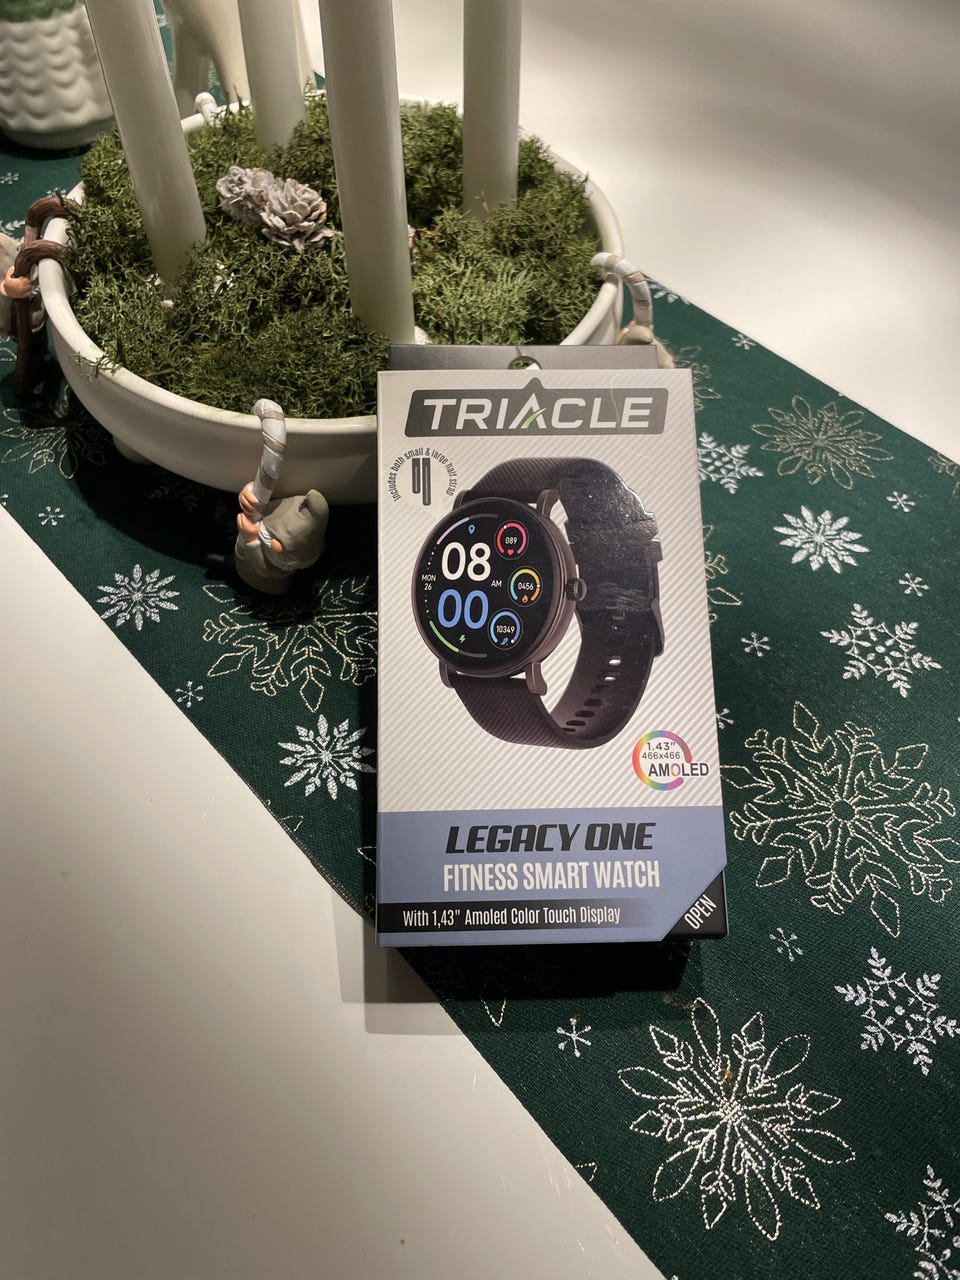 TRIACLE
Includes both small & large half strap
08
00
AM
MON
26
089
0456
10349
1.43"
466x466
AMOLED
LEGACY ONE
FITNESS SMART WATCH
With 1,43" Amoled Color Touch Display
OPEN